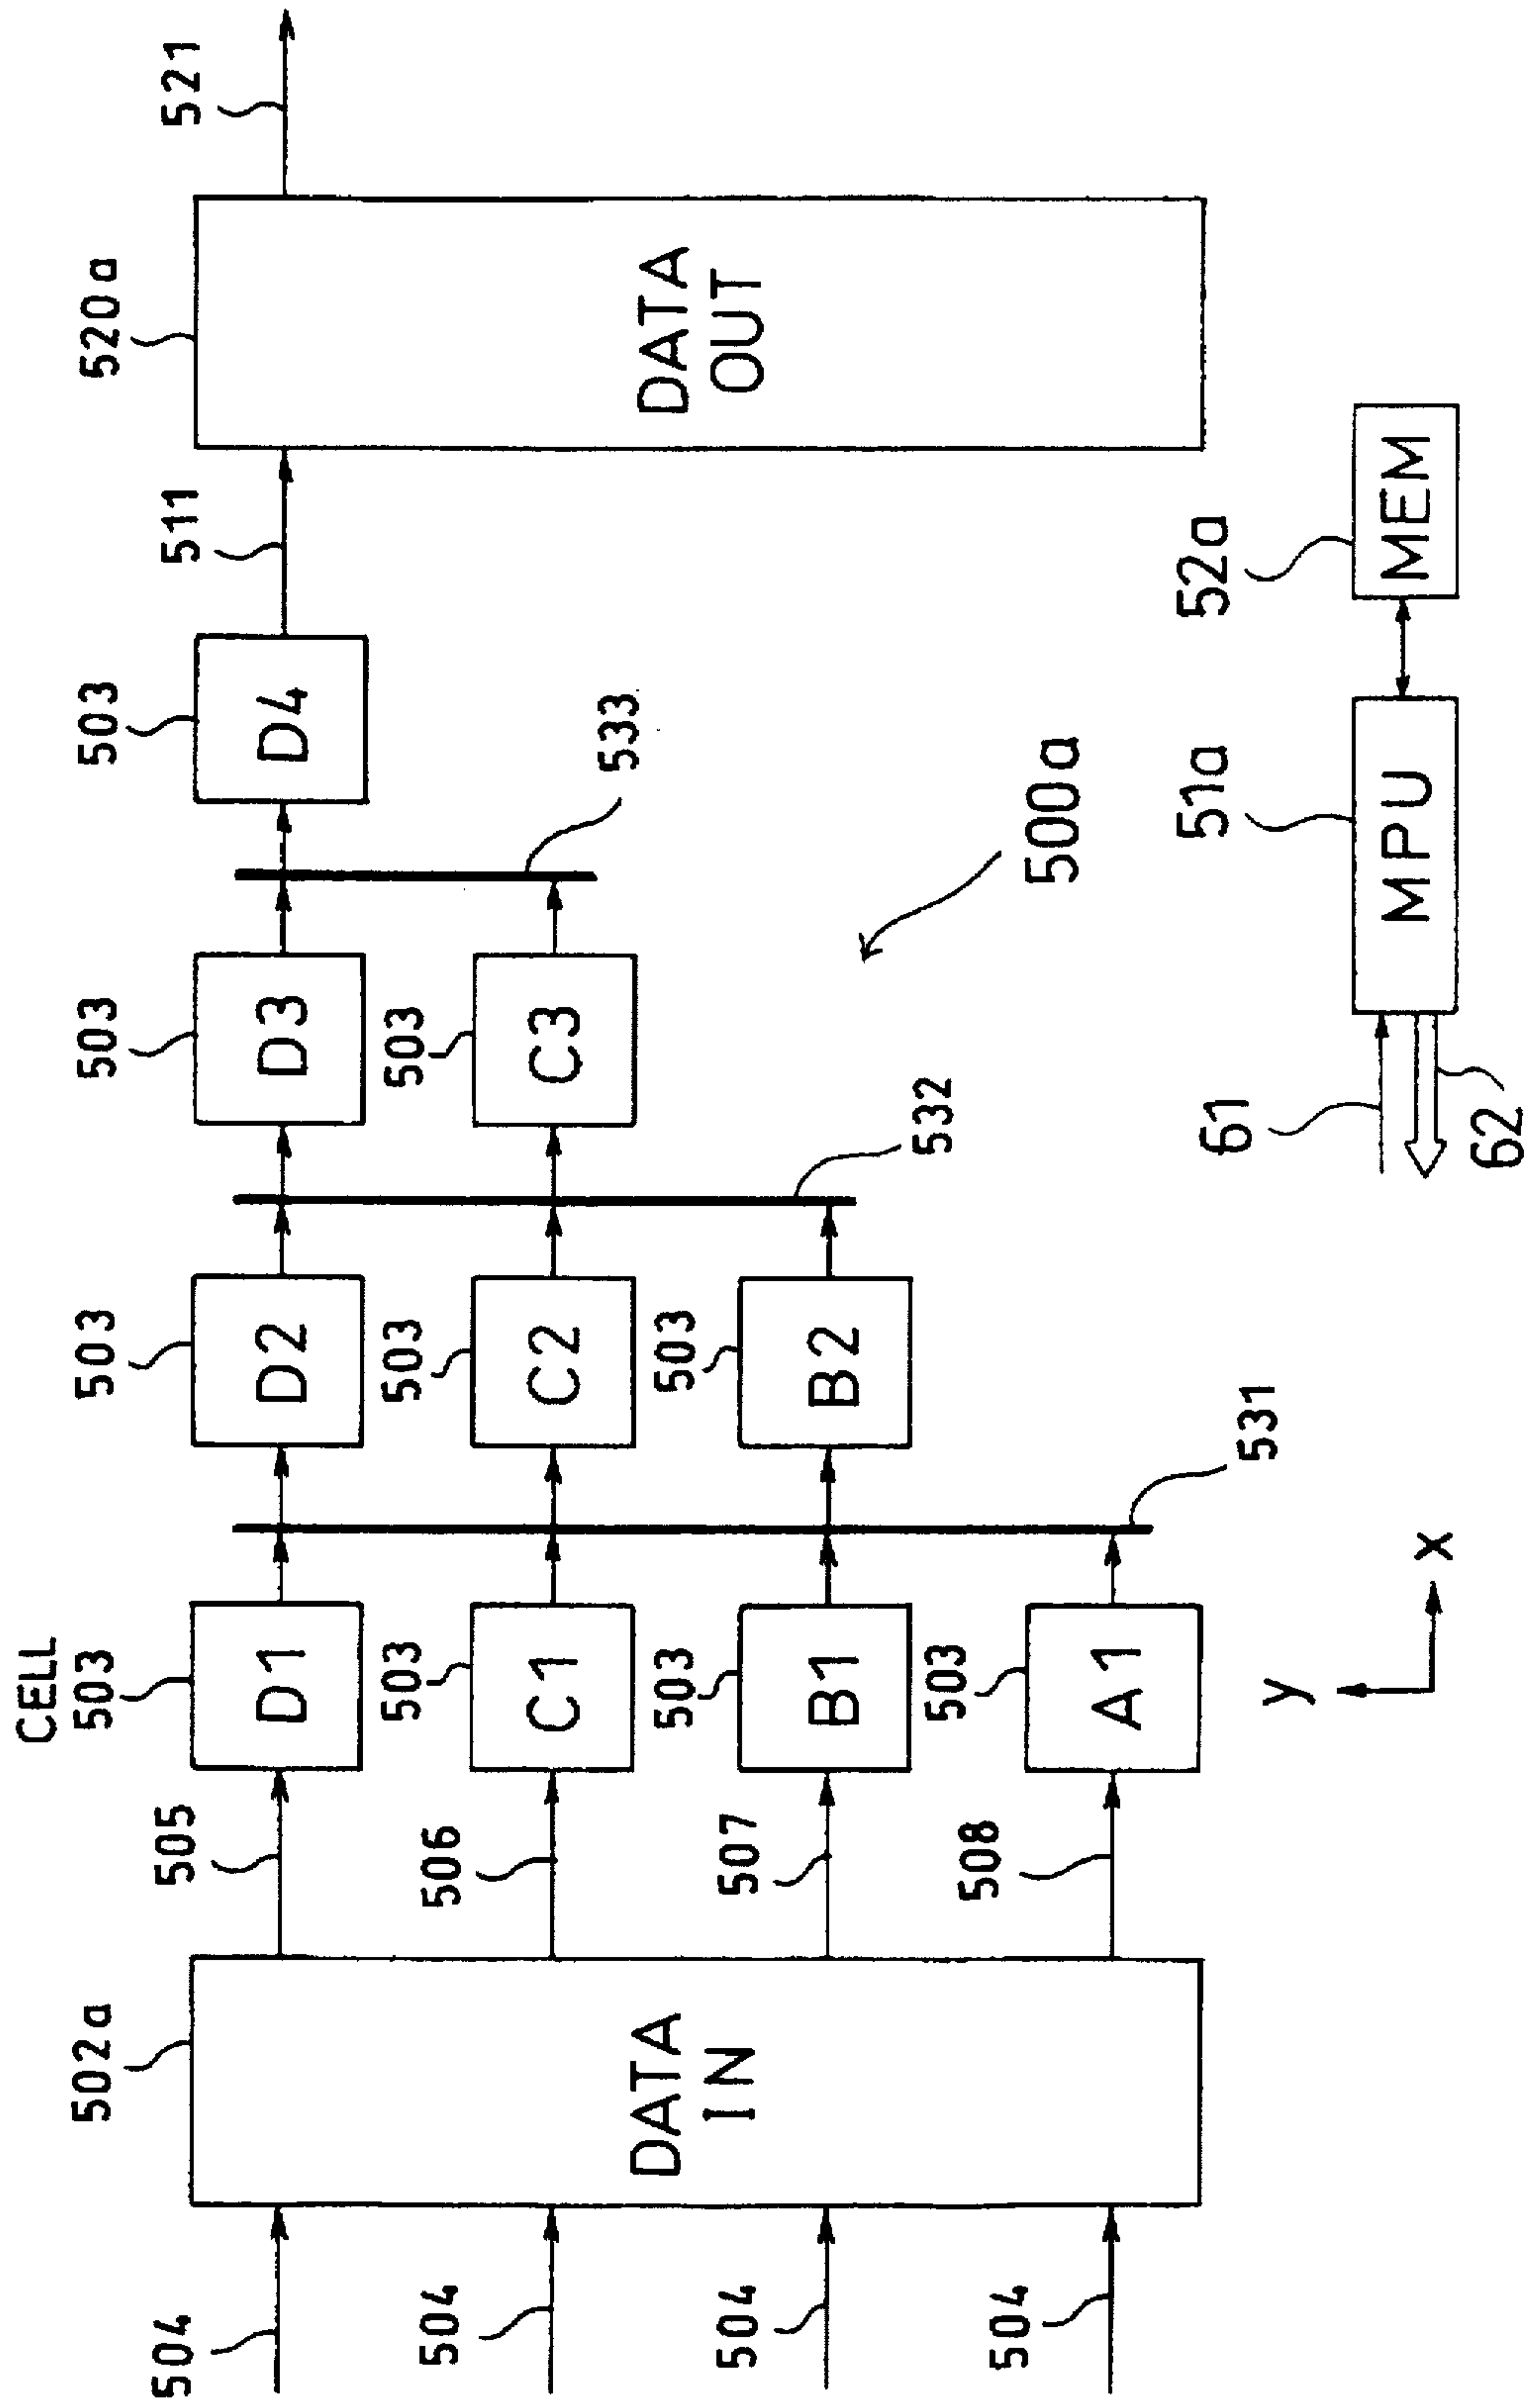 CELL
502a
503
503
503
503
520a
504
505
511
521
D1
D2
D3
D4
504
506
503
503
503
533
C1
C2
C3
DATA
IN
DATA
OUT
504
507
503
503
532
B1
B2
500a
504
508
503
531
A1
51a
52a
61
MPU
MEM
62
y
x